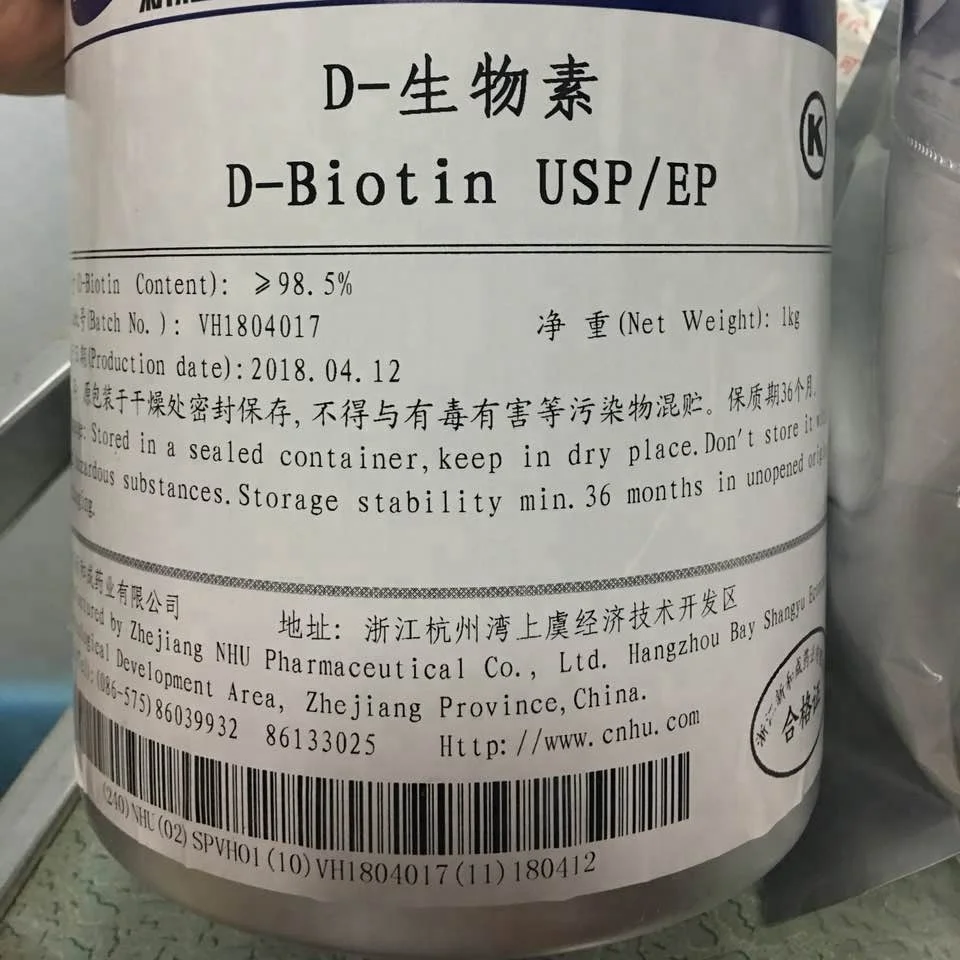 D-生物素
K
D-Biotin USP/EP
(D-Biotin Content): ≥98.5%
号(Batch No.): VH1804017
净 重(Net Weight): 1kg
期(Production date): 2018.04.12
原包装于干燥处密封保存,不得与有毒有害等污染物混贮。保质期36个月
Stored in a sealed container, keep in dry place. Don't store it
substances. Storage stability min. 36 months in unopened
和成药业有限公司
地址: 浙江杭州湾上虞经济技术开发区
by Zhejiang NHU Pharmaceutical Co., Ltd. Hangzhou Bay Shangyu
Development Area, Zhejiang Province, China.
(086-575)86039932 86133025 Http://www.cnhu.com
合格证
(240)NHU(02)SPVH01(10)VH1804017(11)180412